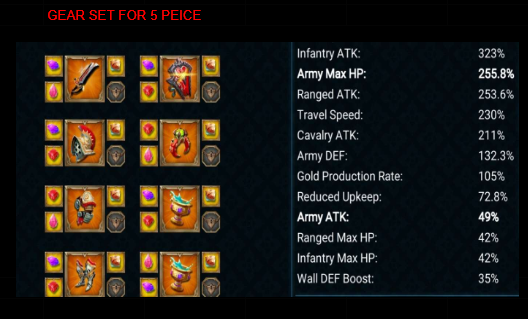 GEAR SET FOR 5 PEICE
Infantry ATK: 323%
Army Max HP: 255.8%
Ranged ATK: 253.6%
Travel Speed: 230%
Cavalry ATK: 211%
Army DEF: 132.3%
Gold Production Rate: 105%
Reduced Upkeep: 72.8%
Army ATK: 49%
Ranged Max HP: 42%
Infantry Max HP: 42%
Wall DEF Boost: 35%